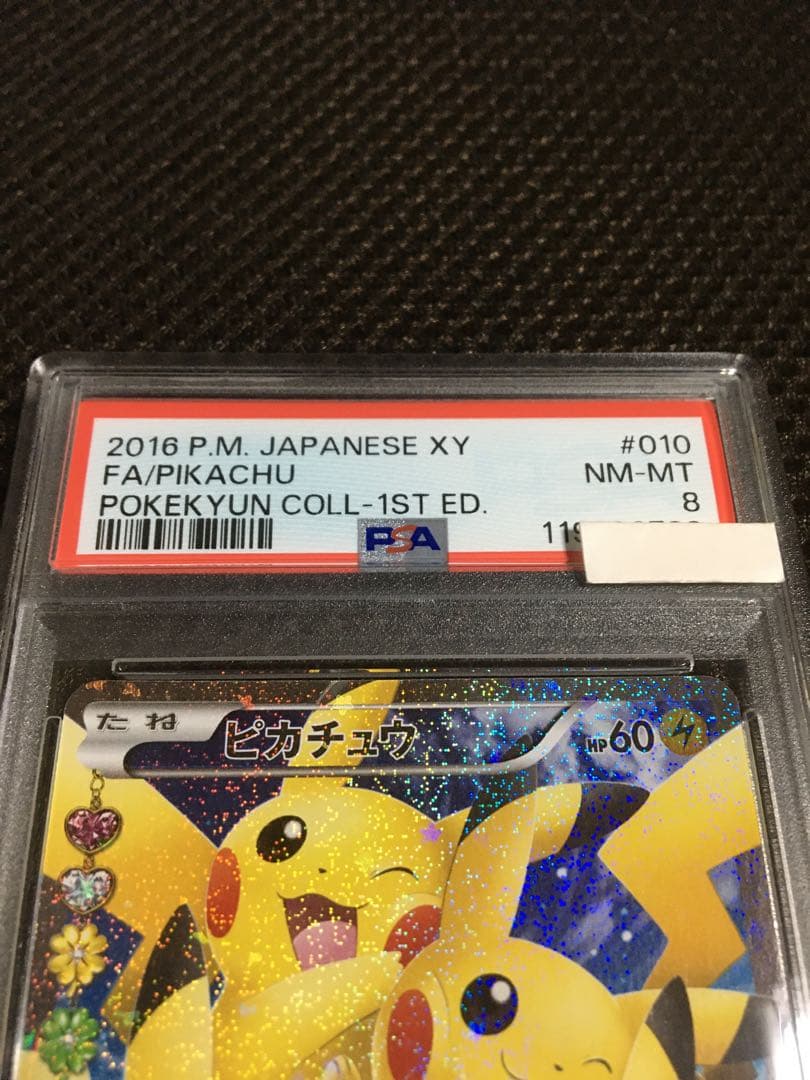 2016 P.M. JAPANESE XY #010
FA/PIKACHU NM-MT
POKEKYUN COLL-1ST ED. 8
PSA
たね ピカチュウ HP60